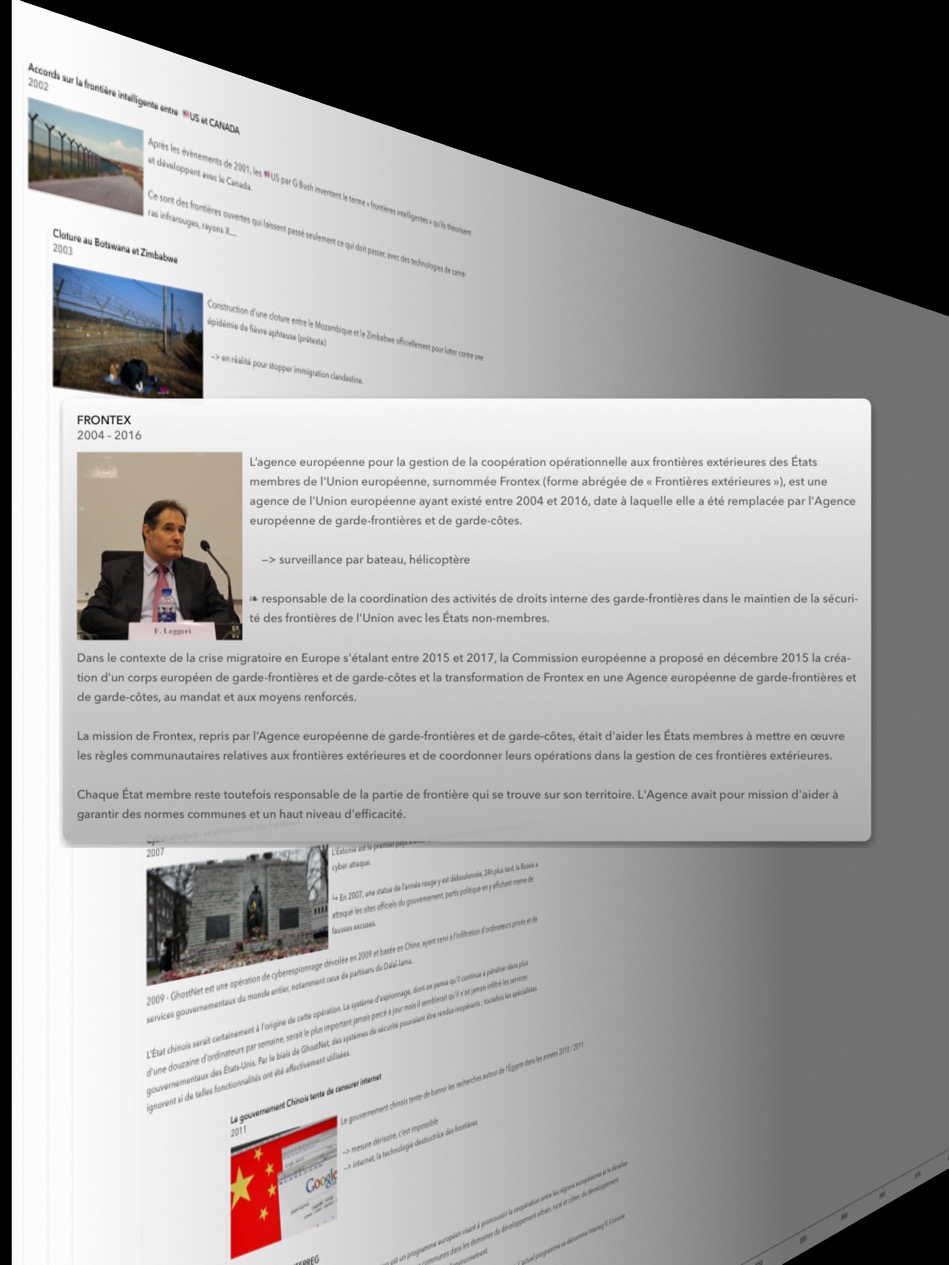 Accords sur la frontière intelligente entre 🇺🇸US et CANADA
2002
Après les évènements de 2001, les 🇺🇸US par G Bush inventent le terme « frontières intelligentes » qu'ils théorisent
et développent avec le Canada.
Ce sont des frontières ouvertes qui laissent passé seulement ce qui doit passer, avec des technologies de camé-
ras infrarouges, rayons X...
Cloture au Botswana et Zimbabwe
2003
Construction d'une cloture entre le Mozambique et le Zimbabwe officiellement pour lutter contre une
épidémie de fièvre aphteuse (prétexte)
—> en réalité pour stopper immigration clandestine.
FRONTEX
2004 – 2016
L'agence européenne pour la gestion de la coopération opérationnelle aux frontières extérieures des États
membres de l'Union européenne, surnommée Frontex (forme abrégée de « Frontières extérieures »), est une
agence de l'Union européenne ayant existé entre 2004 et 2016, date à laquelle elle a été remplacée par l'Agence
européenne de garde-frontières et de garde-côtes.
—> surveillance par bateau, hélicoptère
❧ responsable de la coordination des activités de droits interne des garde-frontières dans le maintien de la sécuri-
té des frontières de l'Union avec les États non-membres.
F. Leggeri
Dans le contexte de la crise migratoire en Europe s'étalant entre 2015 et 2017, la Commission européenne a proposé en décembre 2015 la créa-
tion d'un corps européen de garde-frontières et de garde-côtes et la transformation de Frontex en une Agence européenne de garde-frontières et
de garde-côtes, au mandat et aux moyens renforcés.
La mission de Frontex, repris par l'Agence européenne de garde-frontières et de garde-côtes, était d'aider les États membres à mettre en œuvre
les règles communautaires relatives aux frontières extérieures et de coordonner leurs opérations dans la gestion de ces frontières extérieures.
Chaque État membre reste toutefois responsable de la partie de frontière qui se trouve sur son territoire. L'Agence avait pour mission d'aider à
garantir des normes communes et un haut niveau d'efficacité.
2007
L'Estonie est le premier pays
cyber attaque.
↪ En 2007, une statue de l'armée rouge y est déboulonnée, 24h plus tard, la Russie a
attaqué les sites officiels du gouvernement, partis politique en y affichant meme de
fausses excuses.
2009 - GhostNet est une opération de cyberespionnage dévoilée en 2009 et basée en Chine, ayant servi à l'infiltration d'ordinateurs privés et de
services gouvernementaux du monde entier, notamment ceux de partisans du Dalaï-lama.
L'État chinois serait certainement à l'origine de cette opération. Le système d'espionnage, dont on pense qu'il continue à pénétrer dans plus
d'une douzaine d'ordinateurs par semaine, serait le plus important jamais percé à jour mais il semblerait qu'il n'ait jamais infiltré les services
gouvernementaux des États-Unis. Par le biais de GhostNet, des systèmes de sécurité pouvaient être rendus inopérants ; toutefois les spécialistes
ignorent si de telles fonctionnalités ont été effectivement utilisées.
Le gouvernement Chinois tente de censurer internet
2011
Le gouvernement chinois tente de bannir les recherches autour de l'Égypte dans les années 2010 / 2011.
—> mesure dérisoire, c'est impossible
—> internet, la technologie destructrice des frontières
Google
est un programme européen visant à promouvoir la coopération entre les régions européennes et le dévelop-
communes dans les domaines du développement urbain, rural et côtier, du développement
l'environnement.
L'actuel programme se dénomme Interreg V. Il couvre